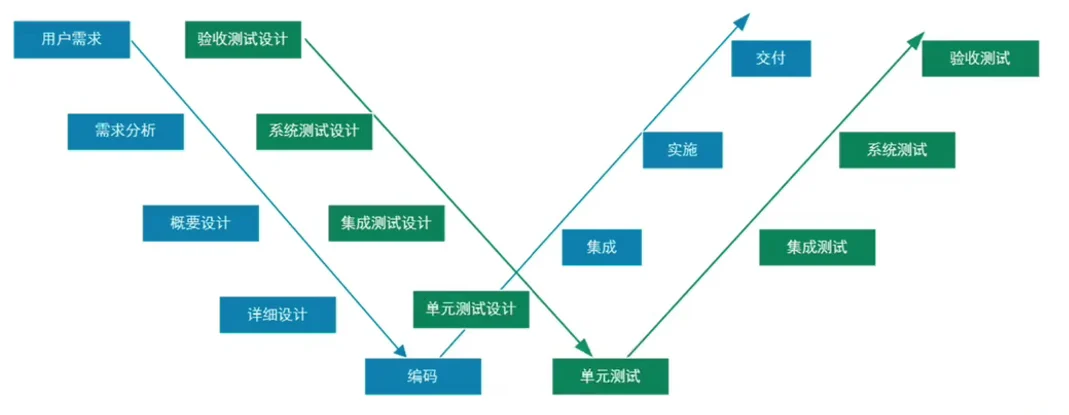 用户需求
验收测试设计
交付
验收测试
需求分析
系统测试设计
实施
系统测试
概要设计
集成测试设计
集成
集成测试
详细设计
单元测试设计
编码
单元测试